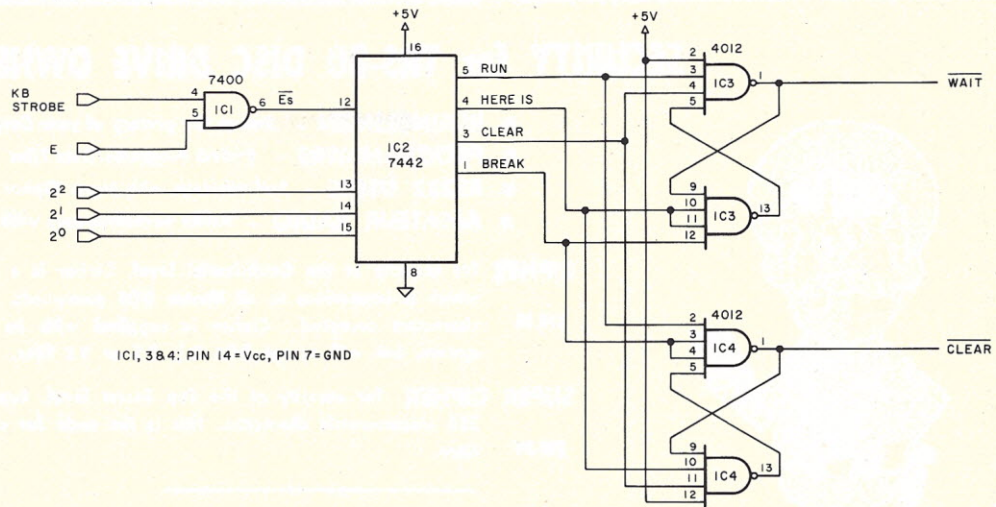 +5V
+5V
16
4012
2
7400
5 RUN
3
1
WAIT
KB
STROBE
4
IC3
4
6
Es
12
4 HERE IS
5
IC1
5
E
IC2
7442
3 CLEAR
1 BREAK
9
2²
13
10
IC3
13
2¹
14
11
2⁰
15
12
8
4012
2
IC1, 3&4: PIN 14=Vcc, PIN 7=GND
3
1
CLEAR
4
IC4
5
9
10
IC4
13
11
12